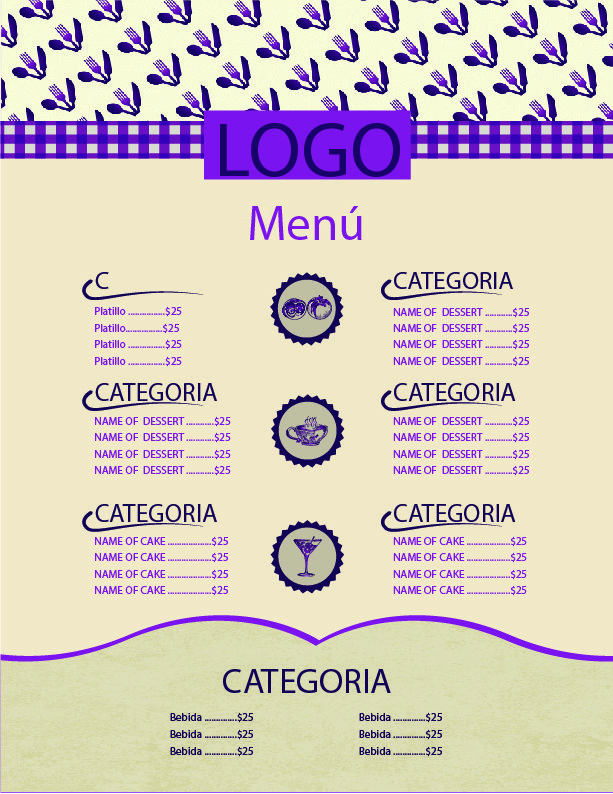 LOGO
Menú
C
Platillo ................$25
Platillo................$25
Platillo ................$25
Platillo ................$25
CATEGORIA
NAME OF  DESSERT ............$25
NAME OF  DESSERT ............$25
NAME OF  DESSERT ............$25
NAME OF  DESSERT ............$25
CATEGORIA
NAME OF  DESSERT ............$25
NAME OF  DESSERT ............$25
NAME OF  DESSERT ............$25
NAME OF  DESSERT ............$25
CATEGORIA
NAME OF  DESSERT ............$25
NAME OF  DESSERT ............$25
NAME OF  DESSERT ............$25
NAME OF  DESSERT ............$25
CATEGORIA
NAME OF CAKE ...................$25
NAME OF CAKE ...................$25
NAME OF CAKE ...................$25
NAME OF CAKE ...................$25
CATEGORIA
NAME OF CAKE ...................$25
NAME OF CAKE ...................$25
NAME OF CAKE ...................$25
NAME OF CAKE ...................$25
CATEGORIA
Bebida ..............$25
Bebida ..............$25
Bebida ..............$25
Bebida ..............$25
Bebida ..............$25
Bebida ..............$25